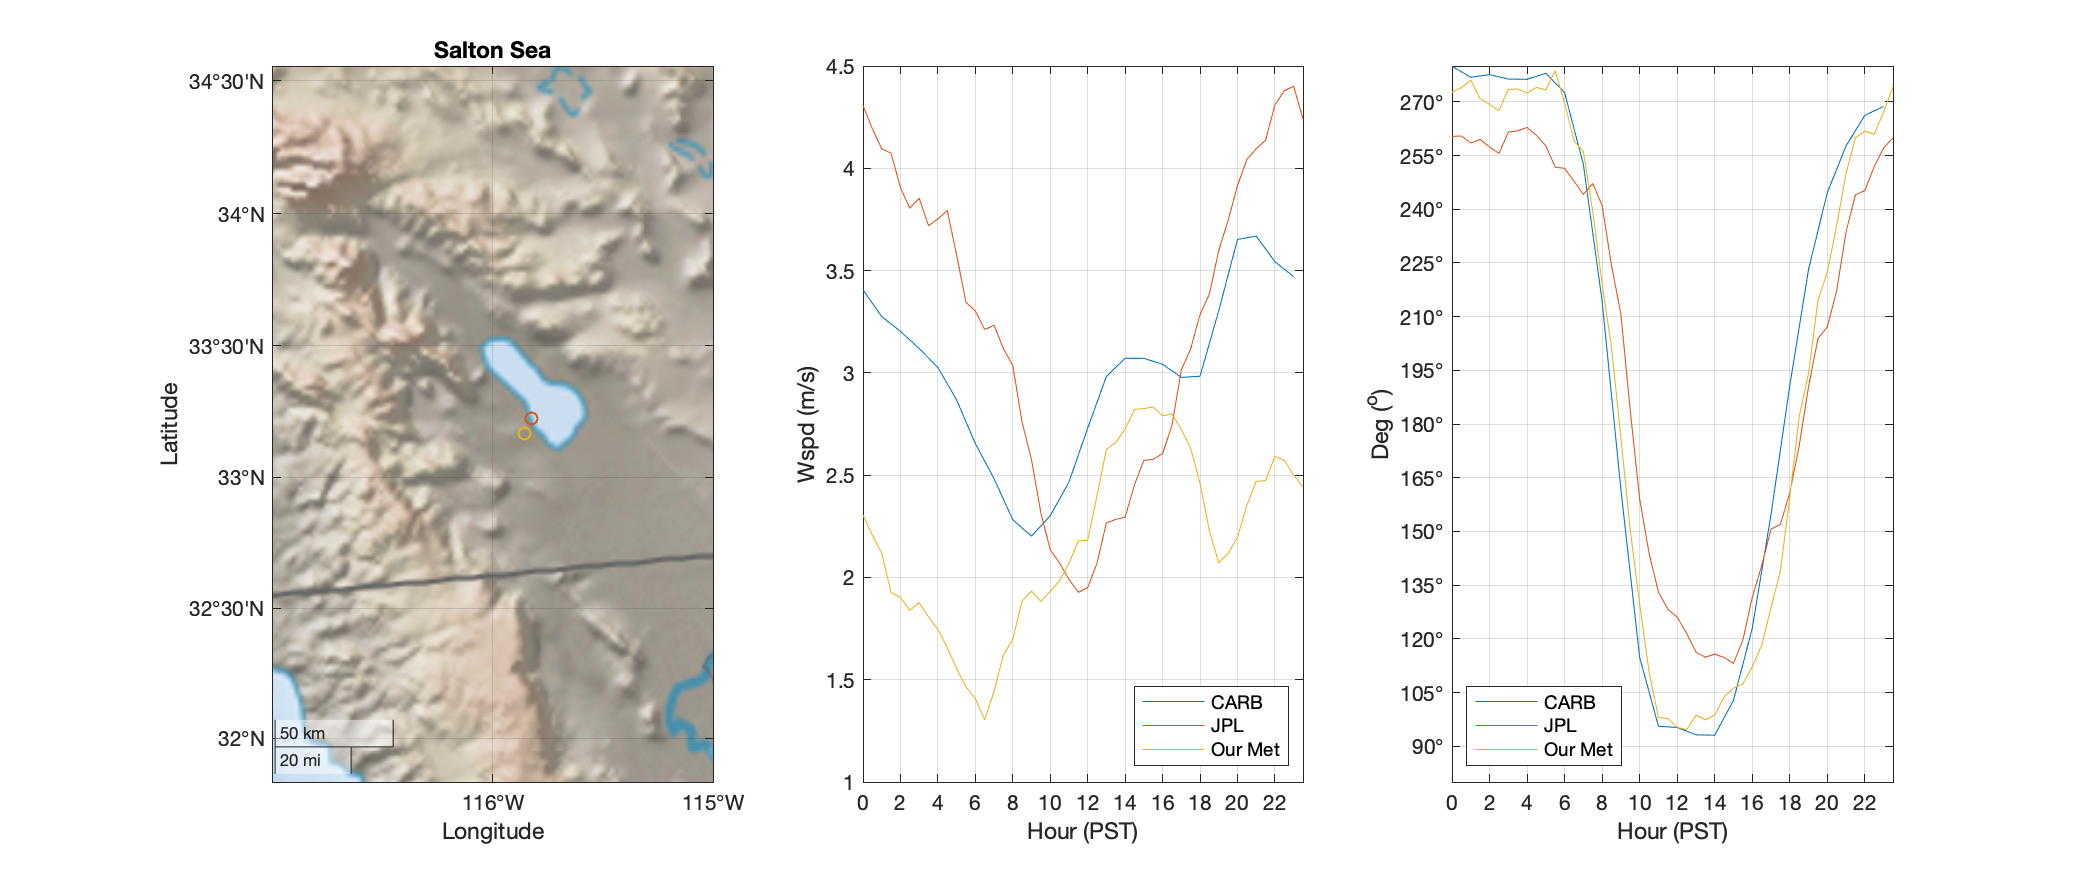 Salton Sea
34°30'N
34°N
33°30'N
33°N
32°30'N
32°N
Latitude
50 km
20 mi
116°W
115°W
Longitude
4.5
4
3.5
3
2.5
2
1.5
1
Wspd (m/s)
CARB
JPL
Our Met
0 2 4 6 8 10 12 14 16 18 20 22
Hour (PST)
270°
255°
240°
225°
210°
195°
180°
165°
150°
135°
120°
105°
90°
Deg (°)
CARB
JPL
Our Met
0 2 4 6 8 10 12 14 16 18 20 22
Hour (PST)